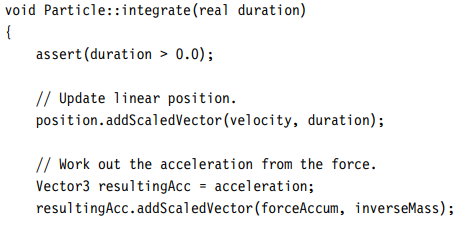 void Particle::integrate(real duration)
{
    assert(duration > 0.0);

    // Update linear position.
    position.addScaledVector(velocity, duration);

    // Work out the acceleration from the force.
    Vector3 resultingAcc = acceleration;
    resultingAcc.addScaledVector(forceAccum, inverseMass);